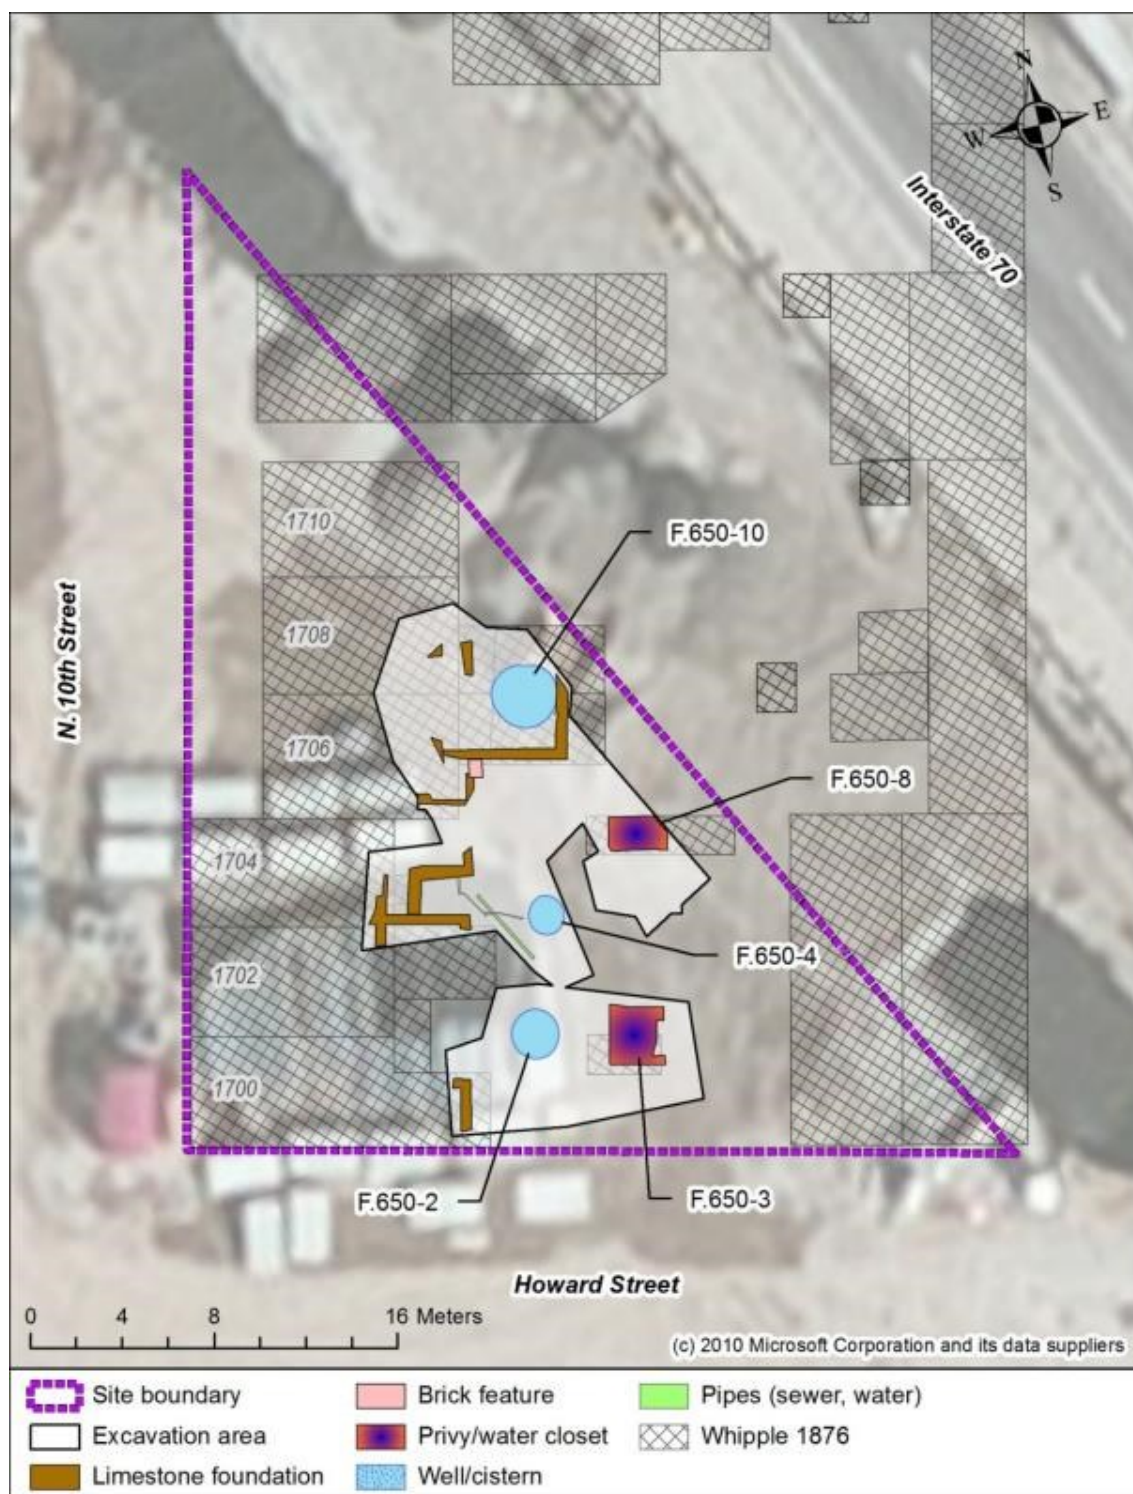 N
W
E
S
Interstate 70
1710
F.650-10
1708
N. 10th Street
1706
F.650-8
1704
F.650-4
1702
1700
F.650-2
F.650-3
Howard Street
0 4 8 16 Meters
(c) 2010 Microsoft Corporation and its data suppliers
Site boundary
Brick feature
Pipes (sewer, water)
Excavation area
Privy/water closet
Whipple 1876
Limestone foundation
Well/cistern